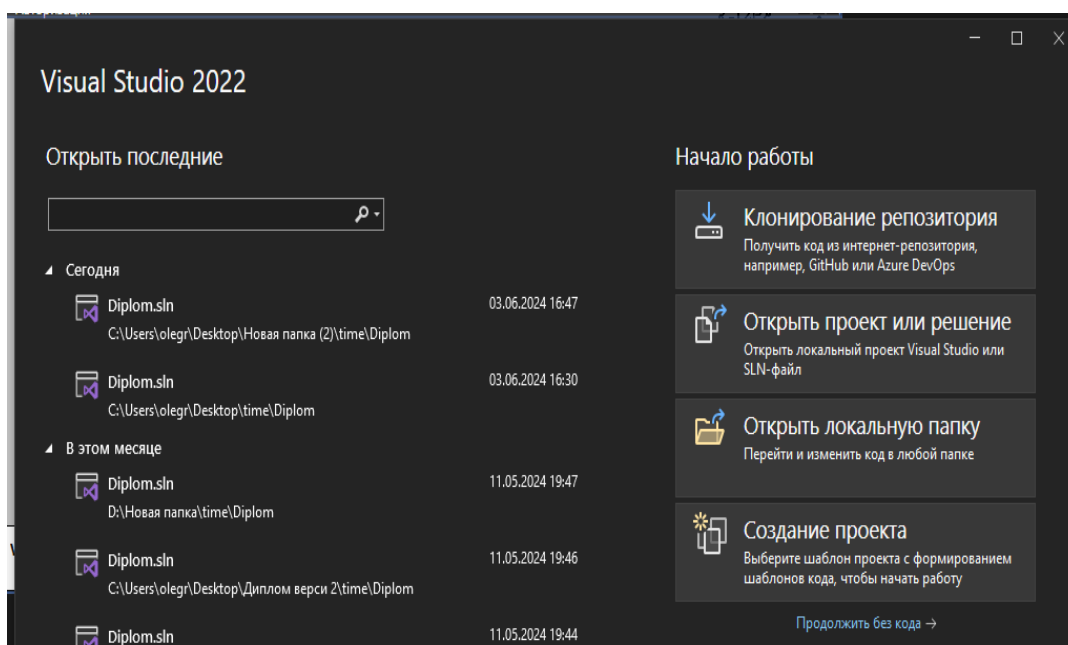 Visual Studio 2022
Открыть последние
Сегодня
Diplom.sln
03.06.2024 16:47
C:\Users\olegr\Desktop\Новая папка (2)\time\Diplom
Diplom.sln
03.06.2024 16:30
C:\Users\olegr\Desktop\time\Diplom
В этом месяце
Diplom.sln
11.05.2024 19:47
D:\Новая папка\time\Diplom
Diplom.sln
11.05.2024 19:46
C:\Users\olegr\Desktop\Диплом верси 2\time\Diplom
Diplom.sln
11.05.2024 19:44
Начало работы
Клонирование репозитория
Получить код из интернет-репозитория,
например, GitHub или Azure DevOps
Открыть проект или решение
Открыть локальный проект Visual Studio или
SLN-файл
Открыть локальную папку
Перейти и изменить код в любой папке
Создание проекта
Выберите шаблон проекта с формированием
шаблонов кода, чтобы начать работу
Продолжить без кода →